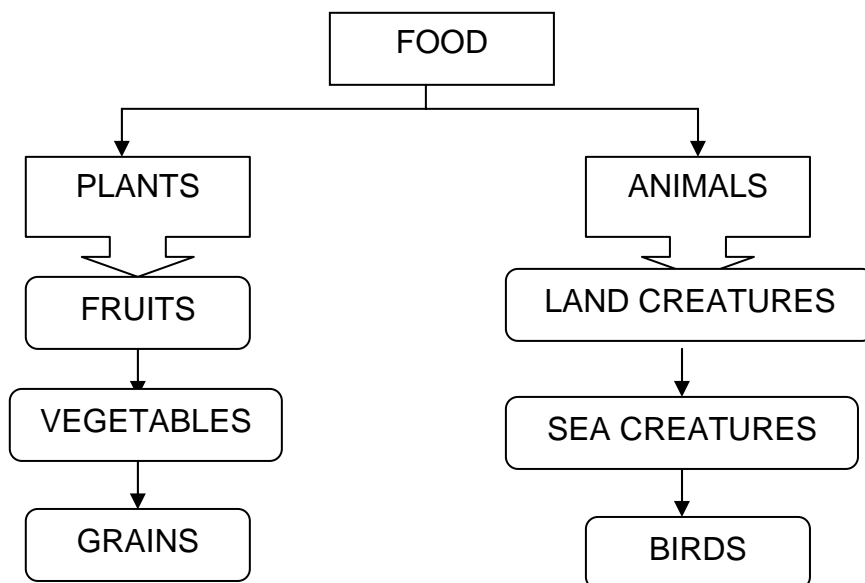 FOOD
PLANTS
ANIMALS
FRUITS
LAND CREATURES
VEGETABLES
SEA CREATURES
GRAINS
BIRDS